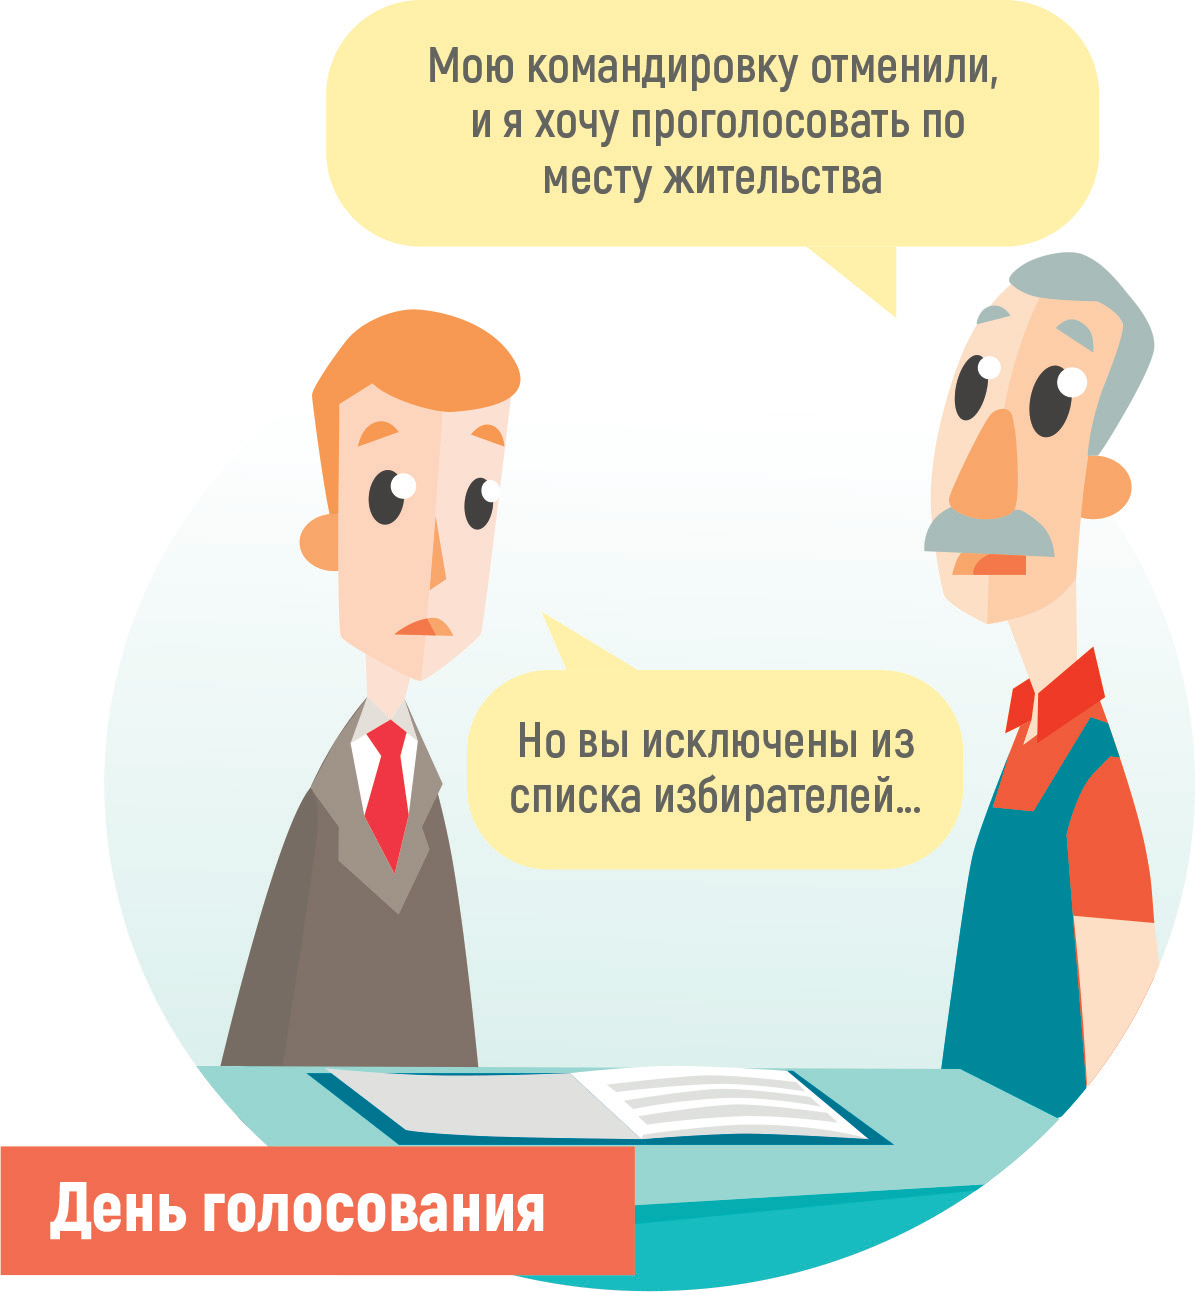 Мою командировку отменили,
и я хочу проголосовать по
месту жительства
Но вы исключены из
списка избирателей...
День голосования